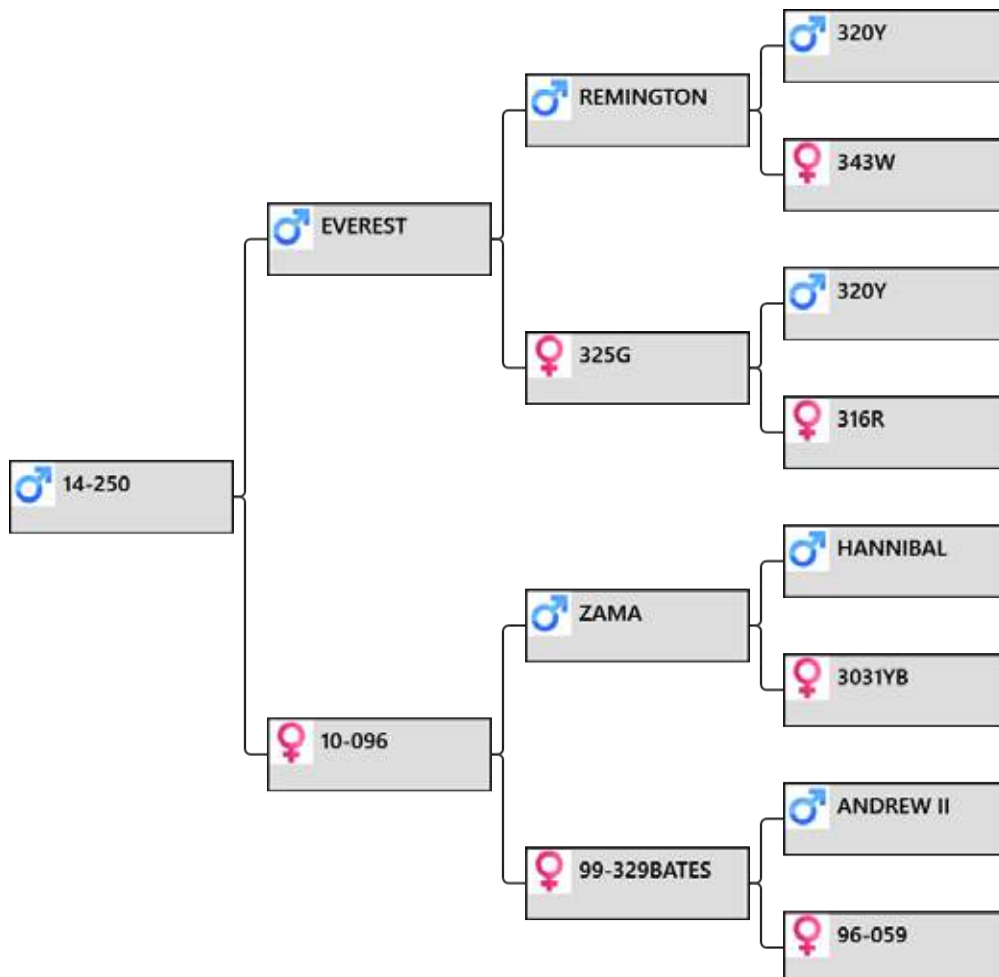 320Y
REMINGTON
343W
EVEREST
320Y
325G
316R
14-250
HANNIBAL
ZAMA
3031YB
10-096
ANDREW II
99-329BATES
96-059